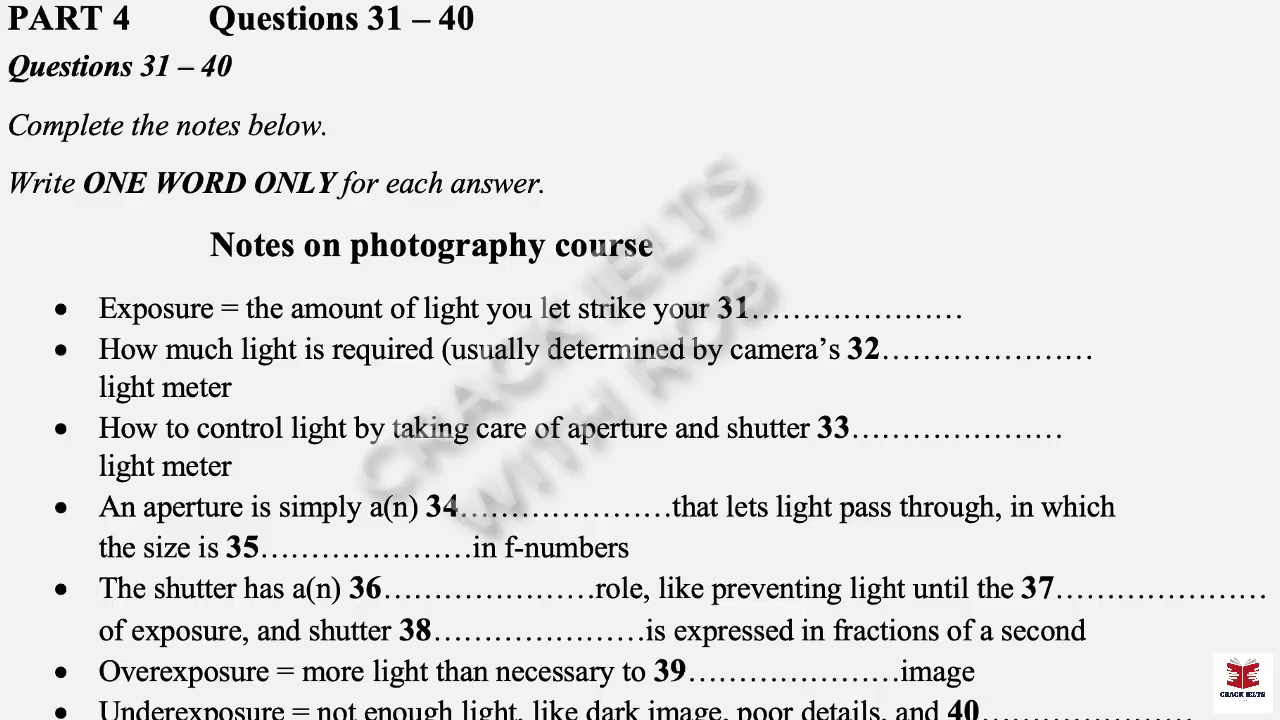 PART 4 Questions 31 – 40
Questions 31 – 40
Complete the notes below.
Write ONE WORD ONLY for each answer.
Notes on photography course
• Exposure = the amount of light you let strike your 31…………………
• How much light is required (usually determined by camera’s 32…………………
light meter
• How to control light by taking care of aperture and shutter 33…………………
light meter
• An aperture is simply a(n) 34…………………that lets light pass through, in which
the size is 35…………………in f-numbers
• The shutter has a(n) 36…………………role, like preventing light until the 37…………………
of exposure, and shutter 38…………………is expressed in fractions of a second
• Overexposure = more light than necessary to 39…………………image
• Underexposure = not enough light, like dark image, poor details, and 40…………………
CRACK IELTS
WITH ROB
CRACK IELTS